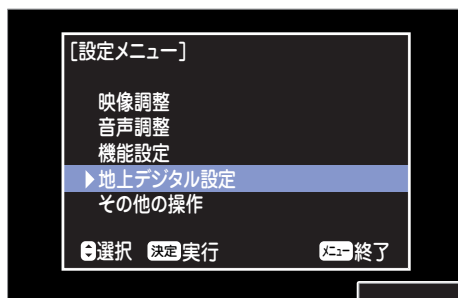 [設定メニュー]
映像調整
音声調整
機能設定
地上デジタル設定
その他の操作
選択 決定 実行 メニュー 終了